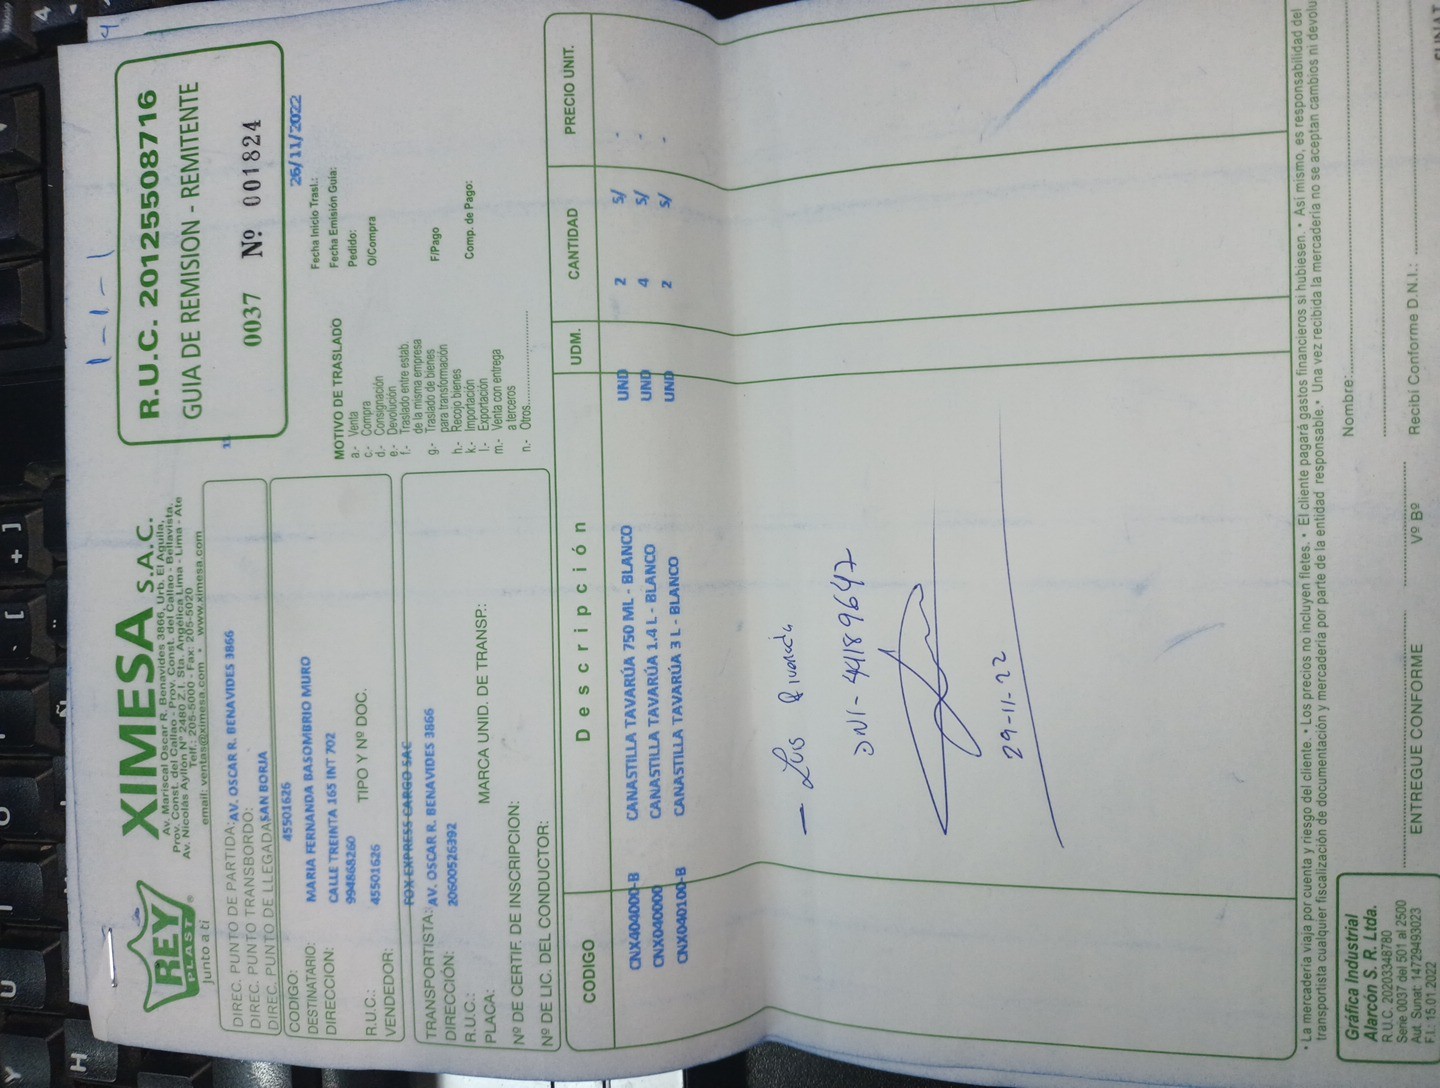 REY
PLAST
®
Junto a ti
XIMESA S.A.C.
Av. Mariscal Oscar R. Benavides 3866, Urb. El Aguila,
Prov. Const. del Callao - Prov. Const. del Callao - Bellavista.
Av. Nicolás Ayllón Nº 2480 Z.I. Sta. Angélica Lima - Lima - Ate
Telf.: 205-5000 - Fax: 205-5020
email: ventas@ximesa.com • www.ximesa.com
1 - 1 - 1
R.U.C. 20125508716
GUIA DE REMISION - REMITENTE
0037 Nº 001824
26/11/2022
DIREC. PUNTO DE PARTIDA: AV. OSCAR R. BENAVIDES 3866
DIREC. PUNTO TRANSBORDO:
DIREC. PUNTO DE LLEGADA SAN BORJA
CODIGO: 45501626
DESTINATARIO: MARIA FERNANDA BASOMBRIO MURO
DIRECCION: CALLE TREINTA 165 INT 702
994868260
R.U.C.: 45501626 TIPO Y Nº DOC.
VENDEDOR:
TRANSPORTISTA: FOX EXPRESS CARGO SAC
DIRECCIÓN: AV. OSCAR R. BENAVIDES 3866
R.U.C.: 20600526392
PLACA: MARCA UNID. DE TRANSP.:
Nº DE CERTIF. DE INSCRIPCION:
Nº DE LIC. DEL CONDUCTOR:
MOTIVO DE TRASLADO
a.- Venta
c.- Compra
d.- Consignación
e.- Devolución
f.- Traslado entre estab.
de la misma empresa
g.- Traslado de bienes
para transformación
h.- Recojo bienes
k.- Importación
l.- Exportación
m.- Venta con entrega
a terceros
n.- Otros
Fecha Inicio Trasl.:
Fecha Emisión Guia:
Pedido:
O/Compra
F/Pago
Comp. de Pago:
CODIGO Descripción UDM. CANTIDAD PRECIO UNIT.
CNX404000-B CANASTILLA TAVARÚA 750 ML - BLANCO UND 2 S/ -
CNX040000 CANASTILLA TAVARÚA 1.4 L - BLANCO UND 4 S/ -
CNX040100-B CANASTILLA TAVARÚA 3 L - BLANCO UND 2 S/ -
- Luis
DNI - 44189647
29-11-22
• La mercadería viaja por cuenta y riesgo del cliente. • Los precios no incluyen fletes. • El cliente pagará gastos financieros si hubiesen. • Asi mismo, es responsabilidad del
transportista cualquier fiscalización de documentación y mercadería por parte de la entidad responsable. • Una vez recibida la mercadería no se aceptan cambios ni devolu
Gráfica Industrial
Alarcón S. R. Ltda.
R.U.C. 20203348780
Serie 0037 del 501 al 2500
Aut. Sunat: 14729493023
F.I.: 15.01.2022
ENTREGUE CONFORME
Vº Bº
Nombre:
Recibí Conforme D.N.I.:
SUNAT